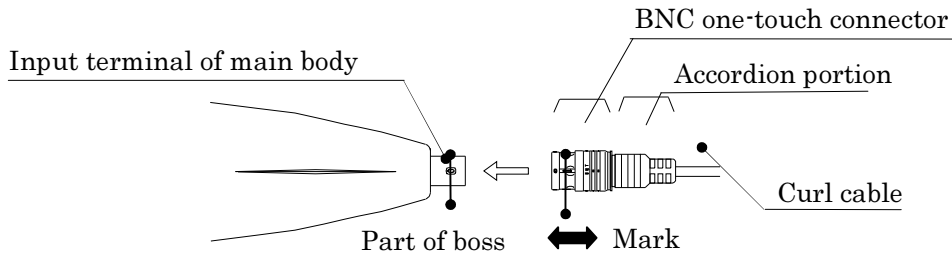 BNC one-touch connector
Input terminal of main body
Accordion portion
Curl cable
Part of boss
Mark